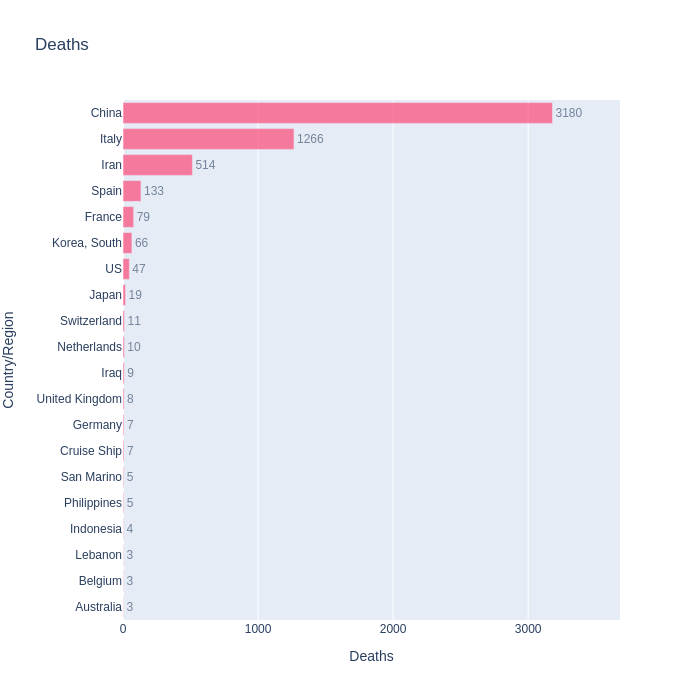 Deaths
China 3180
Italy 1266
Iran 514
Spain 133
France 79
Korea, South 66
US 47
Japan 19
Switzerland 11
Netherlands 10
Iraq 9
United Kingdom 8
Germany 7
Cruise Ship 7
San Marino 5
Philippines 5
Indonesia 4
Lebanon 3
Belgium 3
Australia 3
0 1000 2000 3000
Deaths
Country/Region